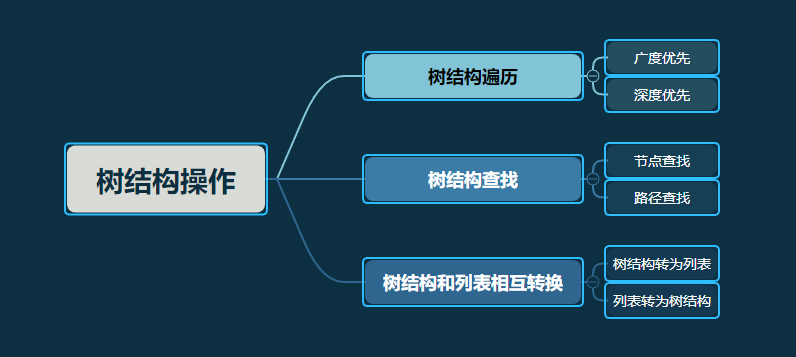 树结构操作
树结构遍历
广度优先
深度优先
树结构查找
节点查找
路径查找
树结构和列表相互转换
树结构转为列表
列表转为树结构